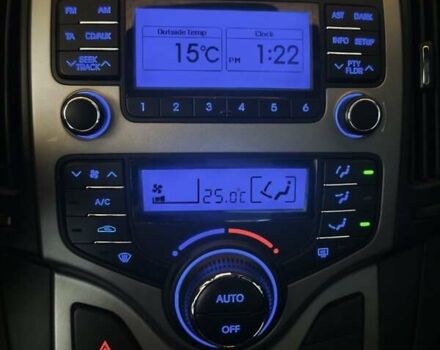 FM AM
TA CD/AUX
SEEK
TRACK
Outside Temp
15°C
Clock
PM 1:22
AST DARK
INFO SETUP
PTY
FLDR
1 2 3 4 5 6
A/C
25.0°C
AUTO
OFF